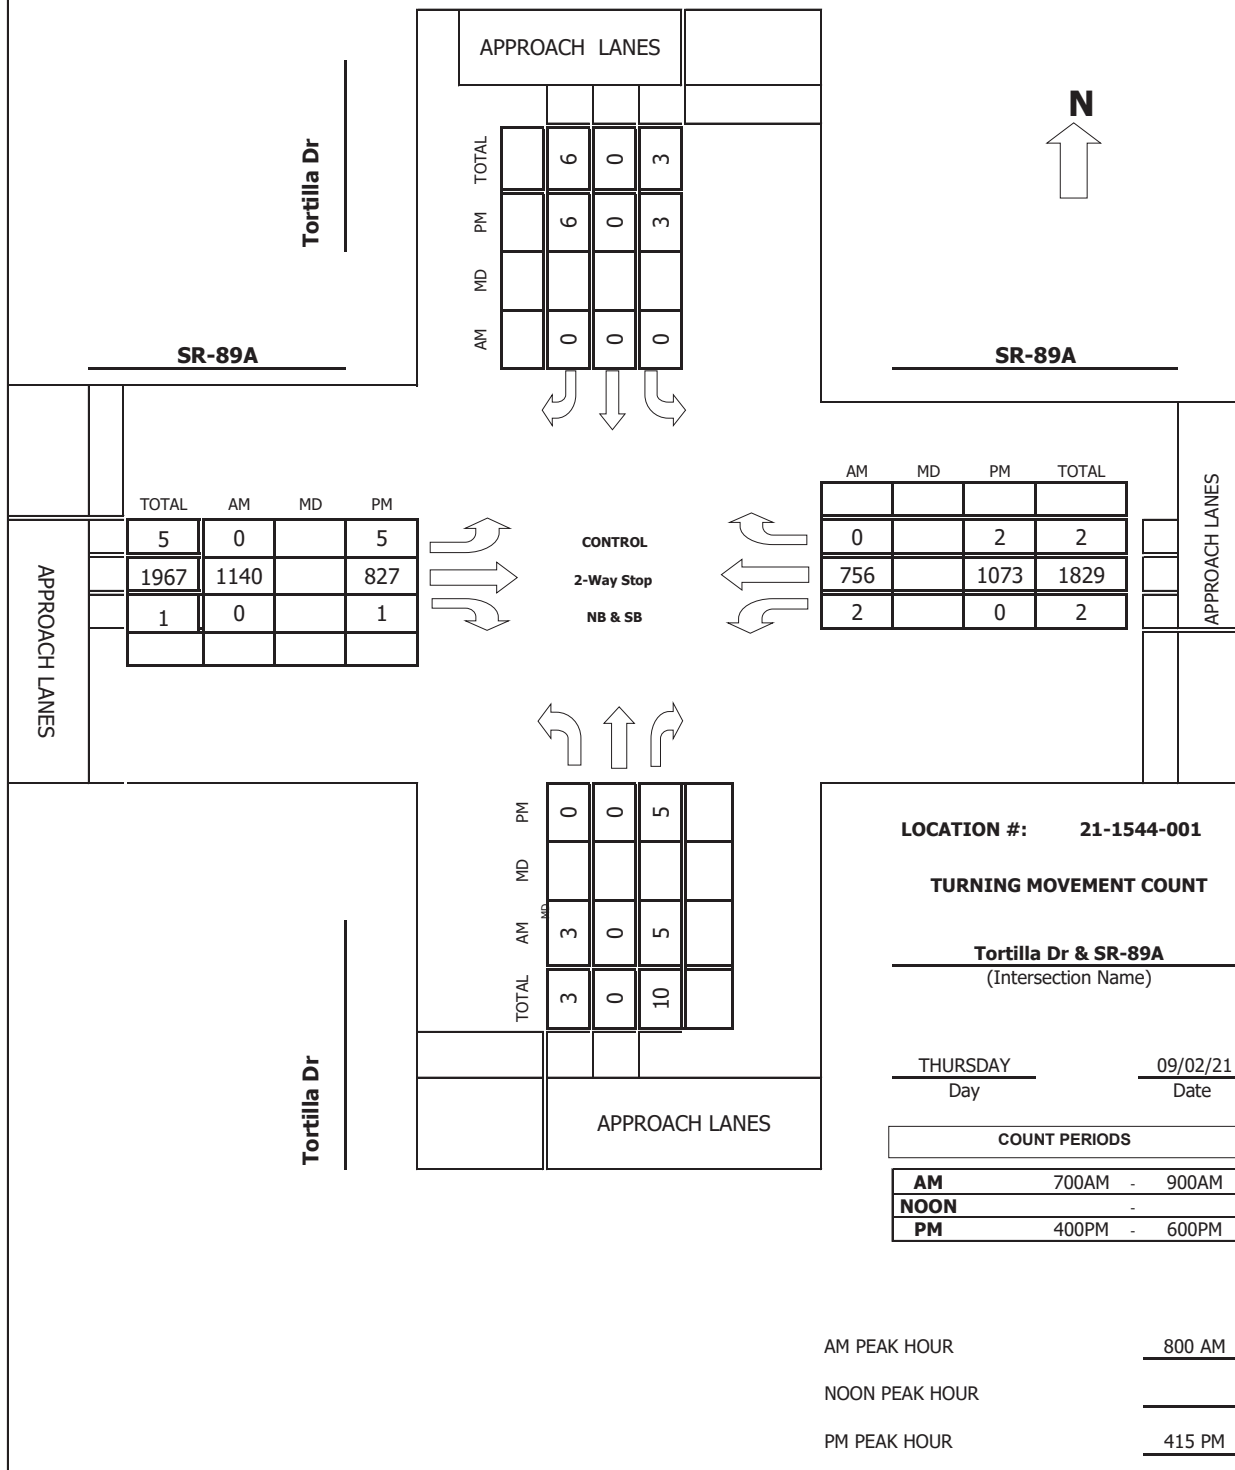 APPROACH LANES
N
Tortilla Dr
TOTAL 6 0 3
PM 6 0 3
MD
AM 0 0 0
SR-89A
SR-89A
TOTAL AM MD PM
5 0 5
1967 1140 827
1 0 1
APPROACH LANES
CONTROL
2-Way Stop
NB & SB
AM MD PM TOTAL
0 2 2
756 1073 1829
2 0 2
APPROACH LANES
PM 0 0 5
MD
MD
AM 3 0 5
TOTAL 3 0 10
Tortilla Dr
APPROACH LANES
LOCATION #: 21-1544-001
TURNING MOVEMENT COUNT
Tortilla Dr & SR-89A
(Intersection Name)
THURSDAY 09/02/21
Day Date
COUNT PERIODS
AM 700AM - 900AM
NOON -
PM 400PM - 600PM
AM PEAK HOUR 800 AM
NOON PEAK HOUR
PM PEAK HOUR 415 PM